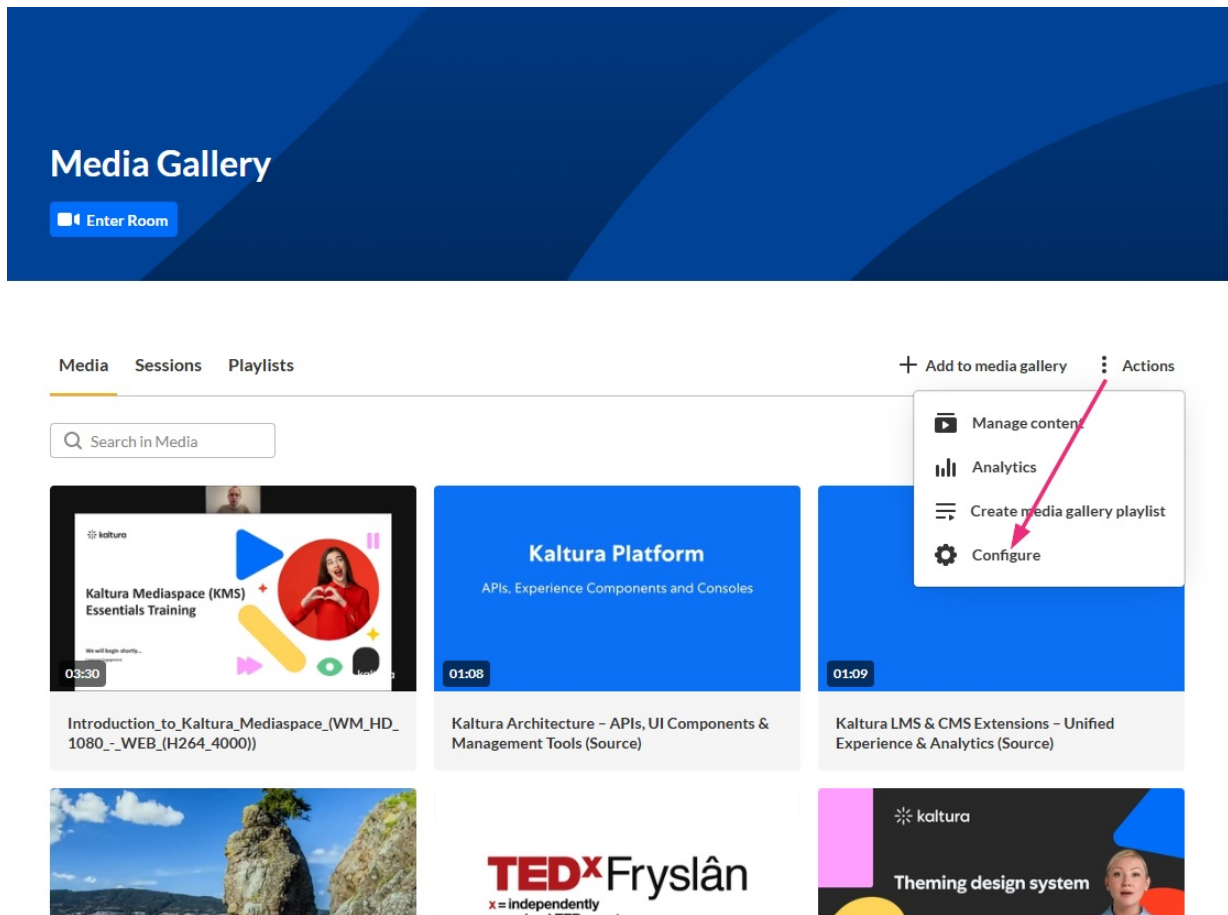 Media Gallery
Enter Room
Media Sessions Playlists
+ Add to media gallery
Actions
Search in Media
Manage content
Analytics
Create media gallery playlist
Configure
kaltura
Kaltura Mediaspace (KMS)
Essentials Training
We will begin shortly...
03:30
Introduction_to_Kaltura_Mediaspace_(WM_HD_
1080_-_WEB_(H264_4000))
Kaltura Platform
APIs, Experience Components and Consoles
01:08
Kaltura Architecture – APIs, UI Components &
Management Tools (Source)
01:09
Kaltura LMS & CMS Extensions – Unified
Experience & Analytics (Source)
TEDxFryslân
x = independently
kaltura
Theming design system